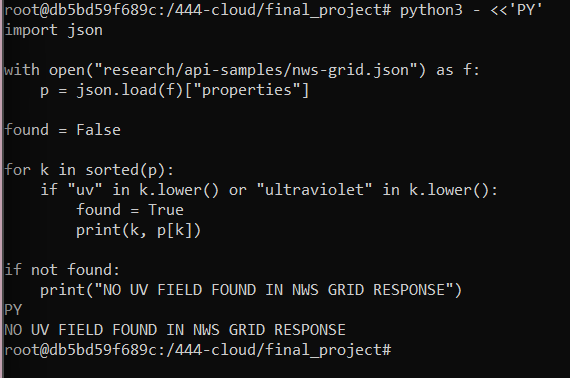 root@db5bd59f689c:/444-cloud/final_project# python3 - <<'PY'
import json
with open("research/api-samples/nws-grid.json") as f:
    p = json.load(f)["properties"]
found = False
for k in sorted(p):
    if "uv" in k.lower() or "ultraviolet" in k.lower():
        found = True
        print(k, p[k])
if not found:
    print("NO UV FIELD FOUND IN NWS GRID RESPONSE")
PY
NO UV FIELD FOUND IN NWS GRID RESPONSE
root@db5bd59f689c:/444-cloud/final_project#